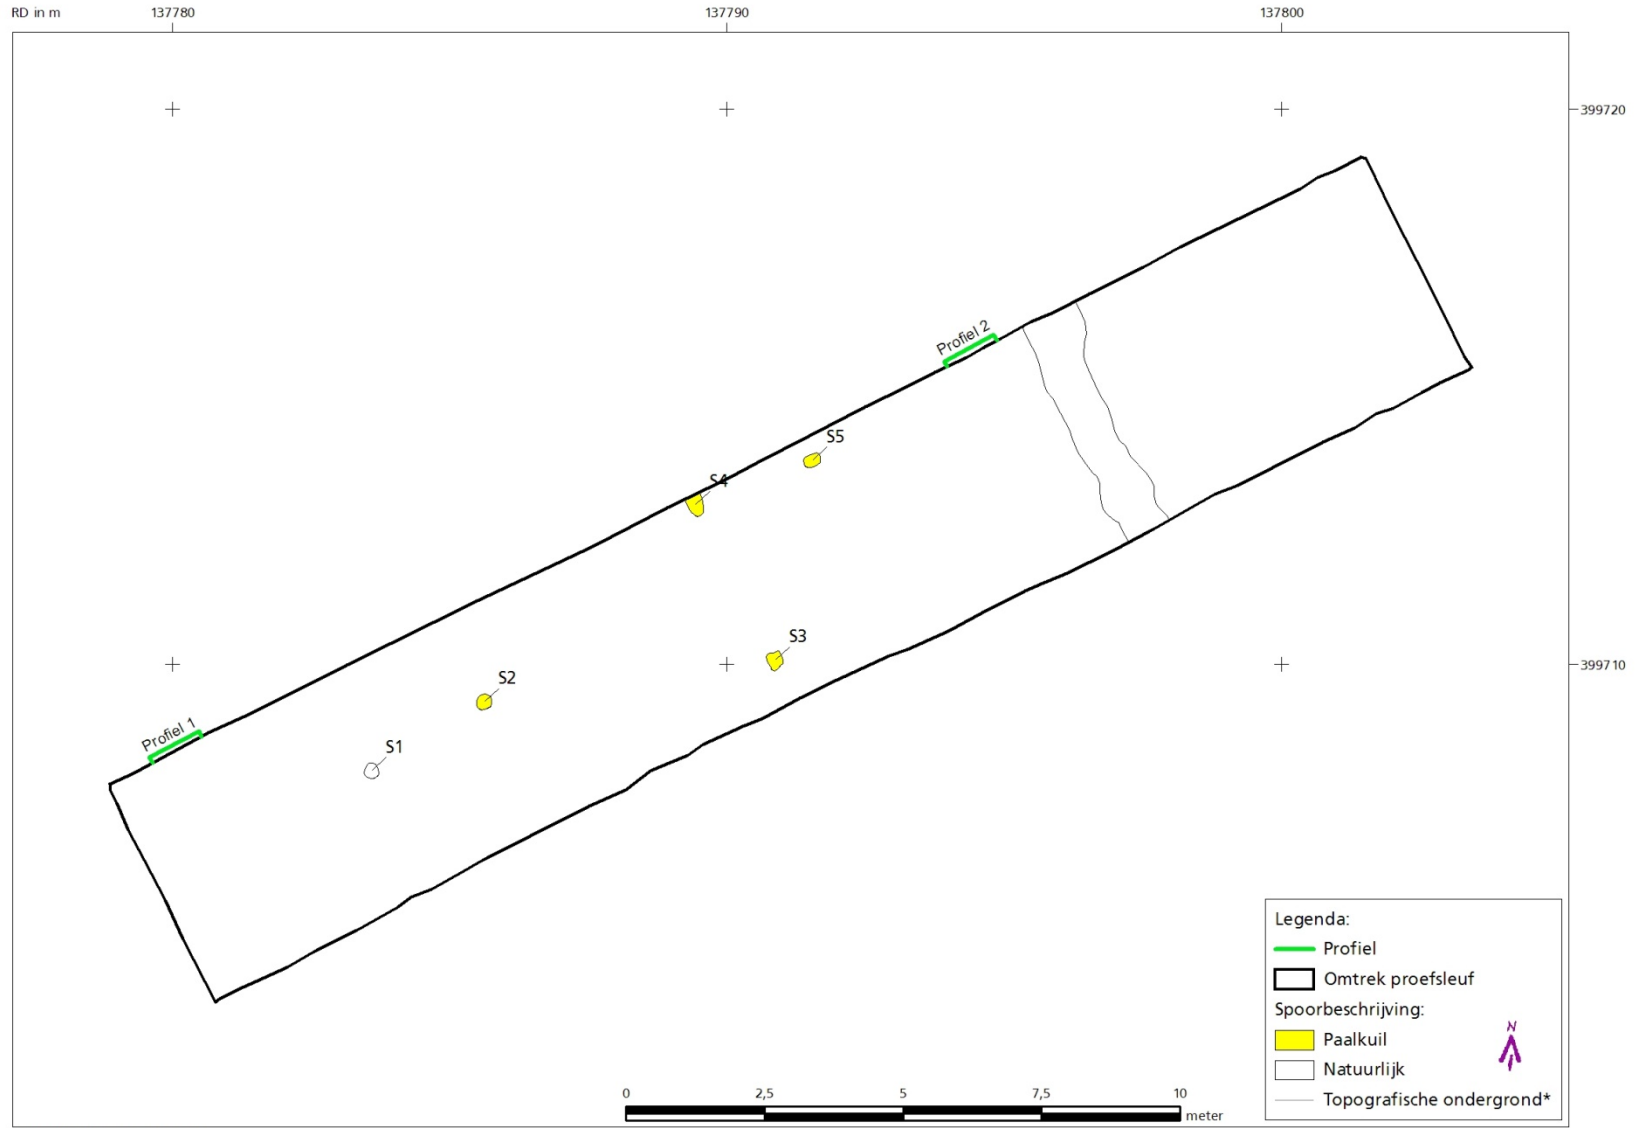 RD in m
137780
137790
137800
399720
Profiel 2
S5
S4
S3
399710
S2
Profiel 1
S1
Legenda:
Profiel
Omtrek proefsleuf
Spoorbeschrijving:
Paalkuil
Natuurlijk
Topografische ondergrond*
N
0
2,5
5
7,5
10
meter